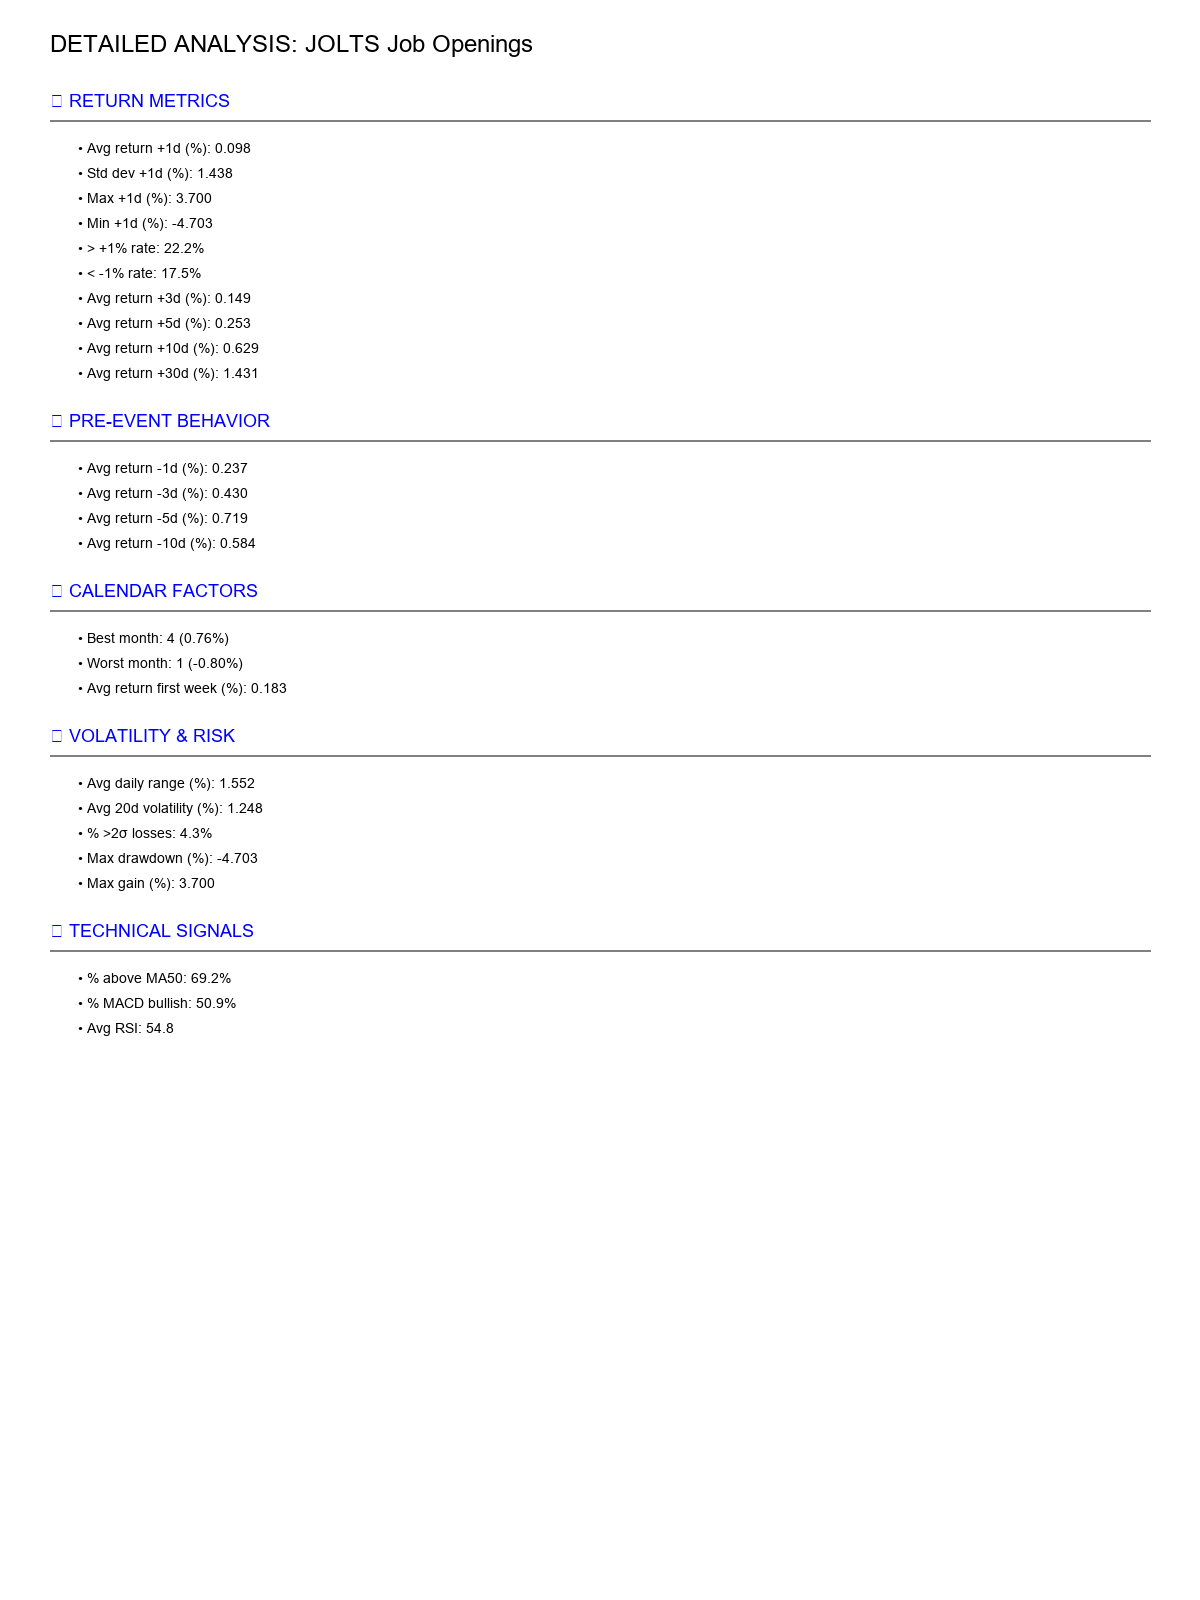 DETAILED ANALYSIS: JOLTS Job Openings
RETURN METRICS
• Avg return +1d (%): 0.098
• Std dev +1d (%): 1.438
• Max +1d (%): 3.700
• Min +1d (%): -4.703
• > +1% rate: 22.2%
• < -1% rate: 17.5%
• Avg return +3d (%): 0.149
• Avg return +5d (%): 0.253
• Avg return +10d (%): 0.629
• Avg return +30d (%): 1.431
PRE-EVENT BEHAVIOR
• Avg return -1d (%): 0.237
• Avg return -3d (%): 0.430
• Avg return -5d (%): 0.719
• Avg return -10d (%): 0.584
CALENDAR FACTORS
• Best month: 4 (0.76%)
• Worst month: 1 (-0.80%)
• Avg return first week (%): 0.183
VOLATILITY & RISK
• Avg daily range (%): 1.552
• Avg 20d volatility (%): 1.248
• % >2σ losses: 4.3%
• Max drawdown (%): -4.703
• Max gain (%): 3.700
TECHNICAL SIGNALS
• % above MA50: 69.2%
• % MACD bullish: 50.9%
• Avg RSI: 54.8